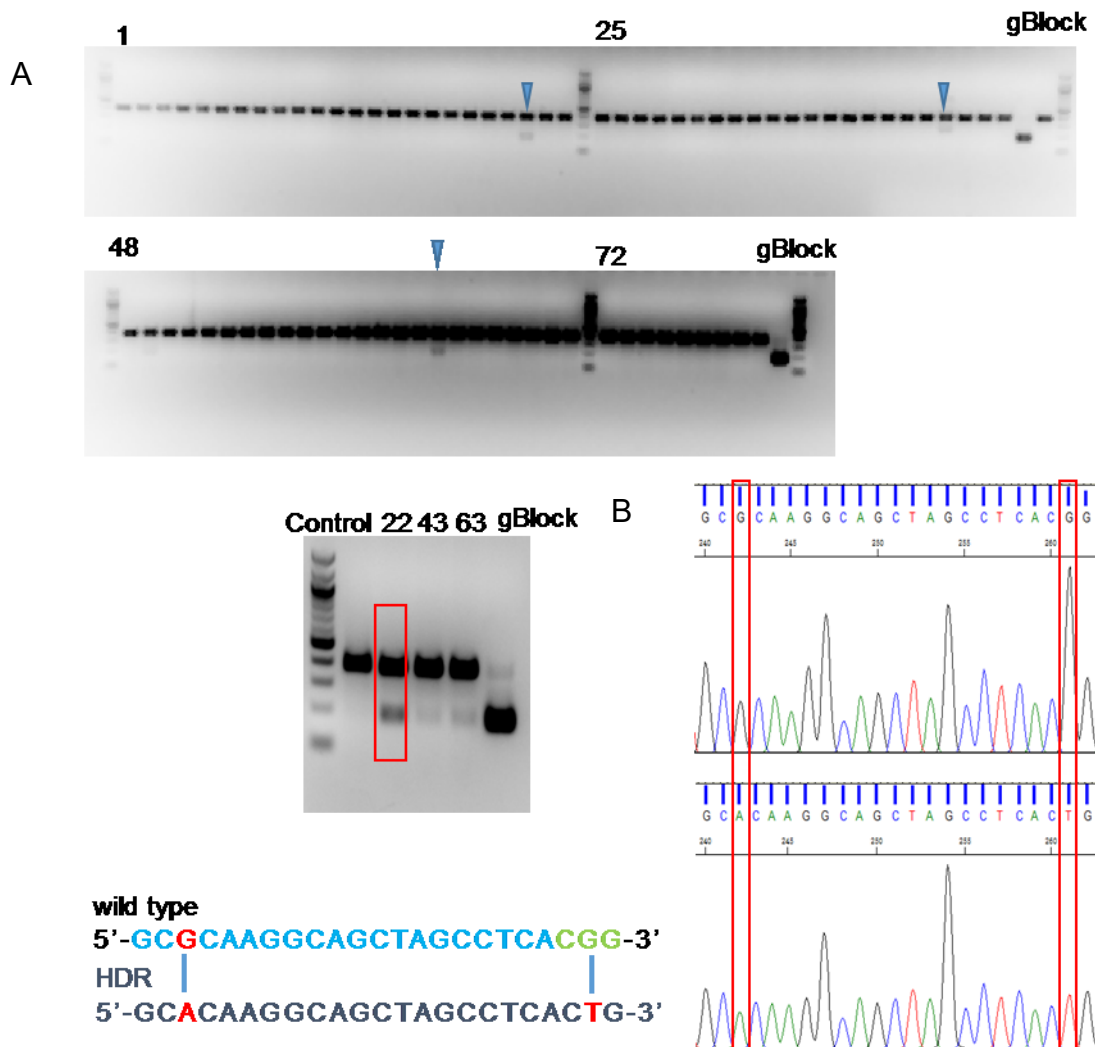 A
1 25 gBlock
48 72 gBlock
Control 22 43 63 gBlock
B
G C G C A A G G C A G C T A G C C T C A C G G
240 245 250 255 260
G C A C A A G G C A G C T A G C C T C A C T G
240 245 250 255 260
wild type
5'-GCGCAAGGCAGCTAGCCTCACGG-3'
HDR
5'-GCACAAGGCAGCTAGCCTCACTG-3'